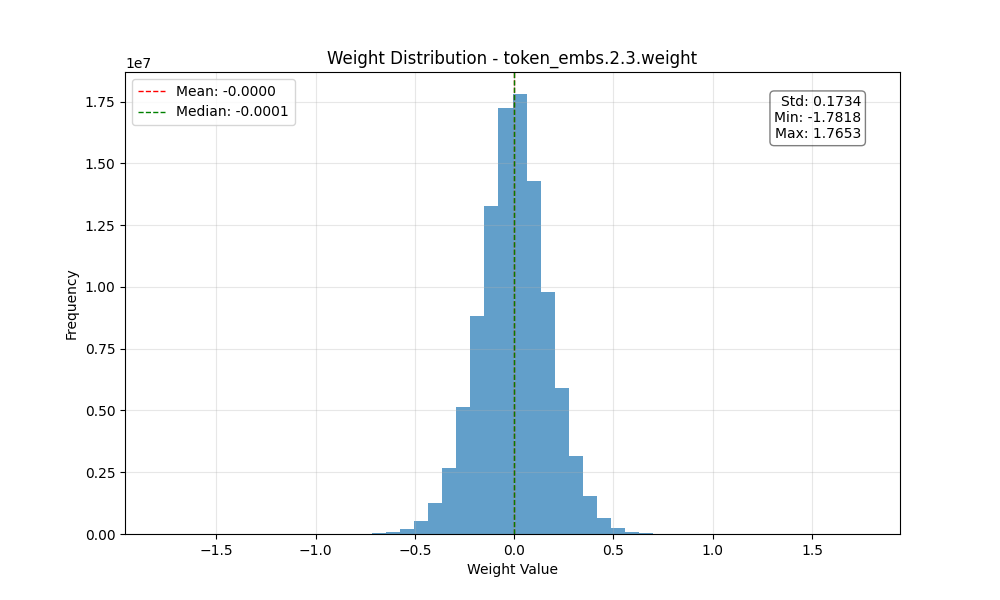 Weight Distribution - token_embs.2.3.weight
1e7
Mean: -0.0000
Median: -0.0001
Std: 0.1734
Min: -1.7818
Max: 1.7653
Frequency
1.75
1.50
1.25
1.00
0.75
0.50
0.25
0.00
−1.5
−1.0
−0.5
0.0
0.5
1.0
1.5
Weight Value